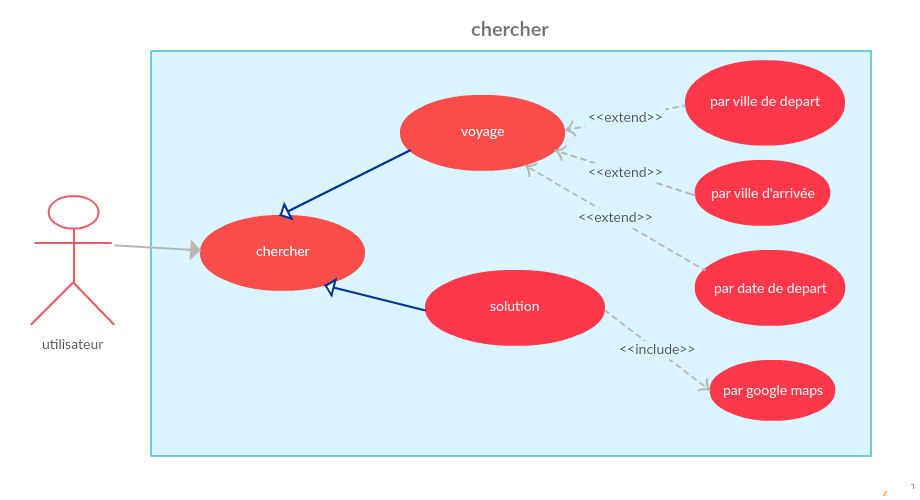 chercher
par ville de depart
<<extend>>
voyage
<<extend>>
par ville d'arrivée
<<extend>>
chercher
par date de depart
solution
utilisateur
<<include>>
par google maps